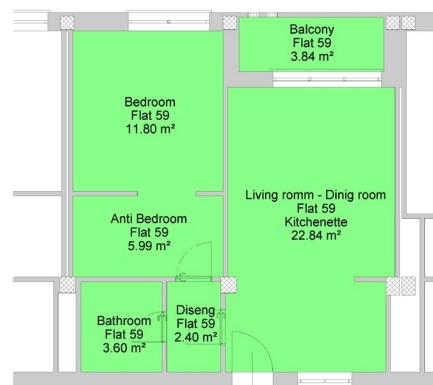 Balcony
Flat 59
3.84 m²
Bedroom
Flat 59
11.80 m²
Living romm - Dinig room
Flat 59
Kitchenette
22.84 m²
Anti Bedroom
Flat 59
5.99 m²
Bathroom
Flat 59
3.60 m²
Diseng
Flat 59
2.40 m²